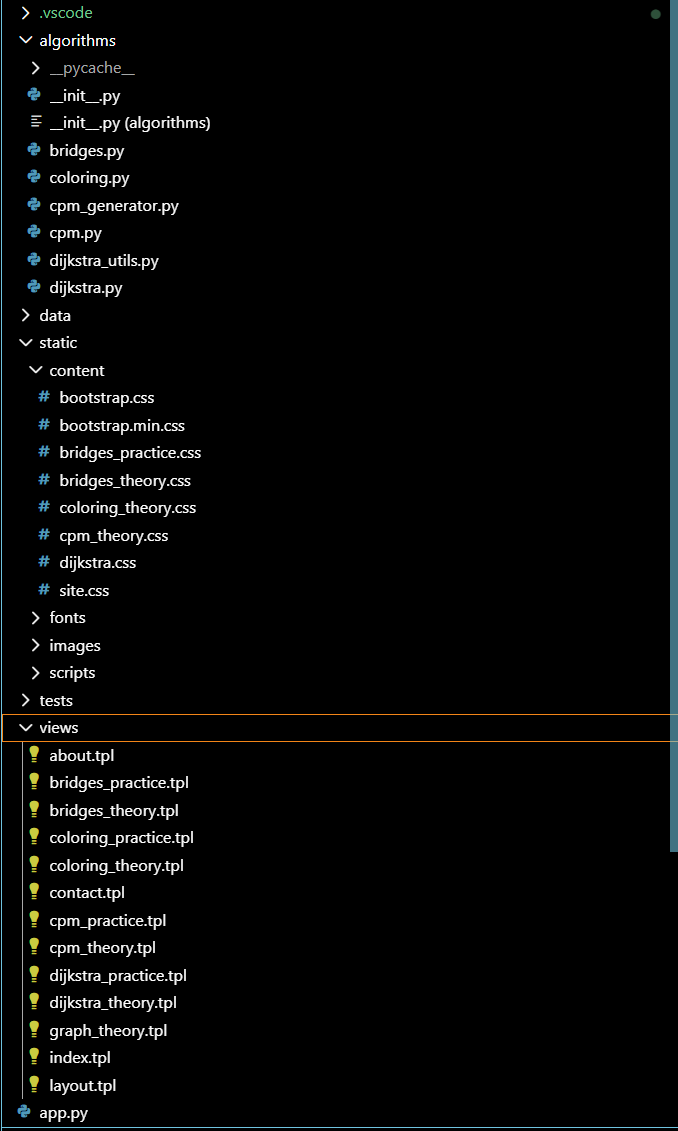 .vscode
algorithms
__pycache__
__init__.py
__init__.py (algorithms)
bridges.py
coloring.py
cpm_generator.py
cpm.py
dijkstra_utils.py
dijkstra.py
data
static
content
bootstrap.css
bootstrap.min.css
bridges_practice.css
bridges_theory.css
coloring_theory.css
cpm_theory.css
dijkstra.css
site.css
fonts
images
scripts
tests
views
about.tpl
bridges_practice.tpl
bridges_theory.tpl
coloring_practice.tpl
coloring_theory.tpl
contact.tpl
cpm_practice.tpl
cpm_theory.tpl
dijkstra_practice.tpl
dijkstra_theory.tpl
graph_theory.tpl
index.tpl
layout.tpl
app.py